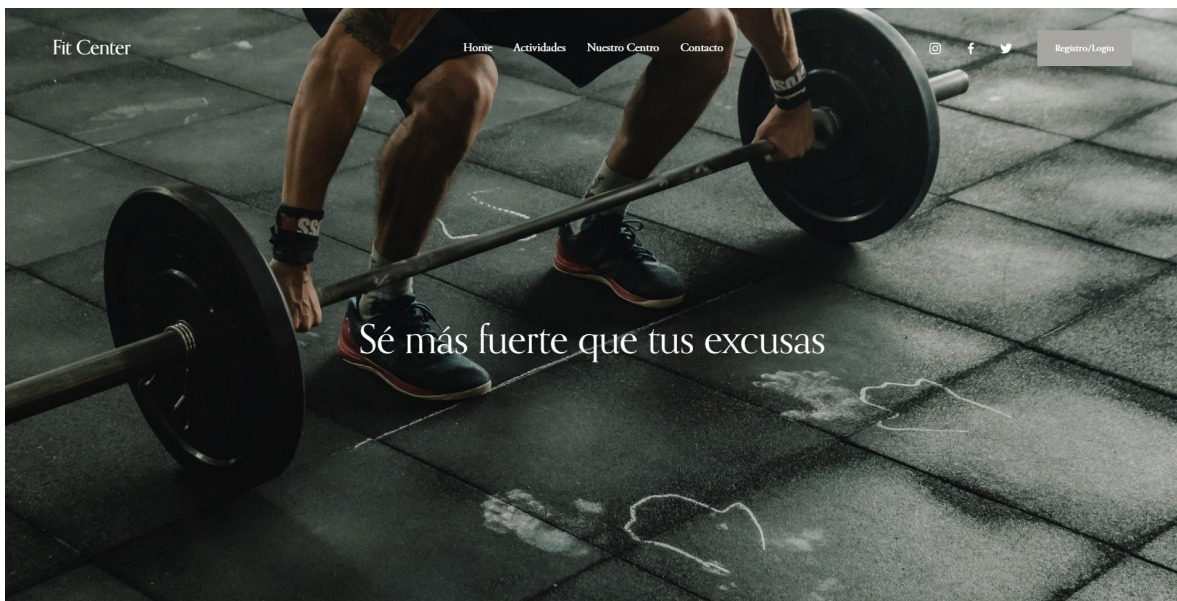 Fit Center
Home Actividades Nuestro Centro Contacto
Registro/Login
Sé más fuerte que tus excusas